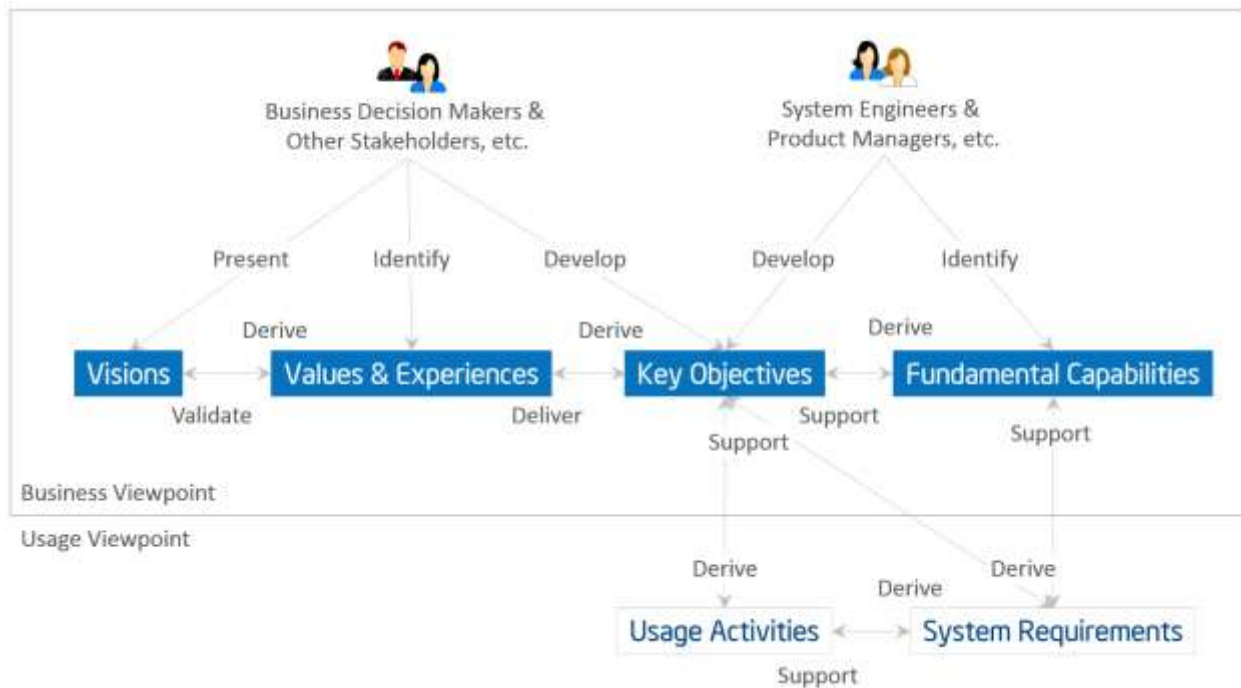 Business Decision Makers &
Other Stakeholders, etc.
System Engineers &
Product Managers, etc.
Present
Identify
Develop
Develop
Identify
Derive
Derive
Derive
Visions
Values & Experiences
Key Objectives
Fundamental Capabilities
Validate
Deliver
Support
Support
Support
Business Viewpoint
Usage Viewpoint
Derive
Derive
Derive
Usage Activities
System Requirements
Support